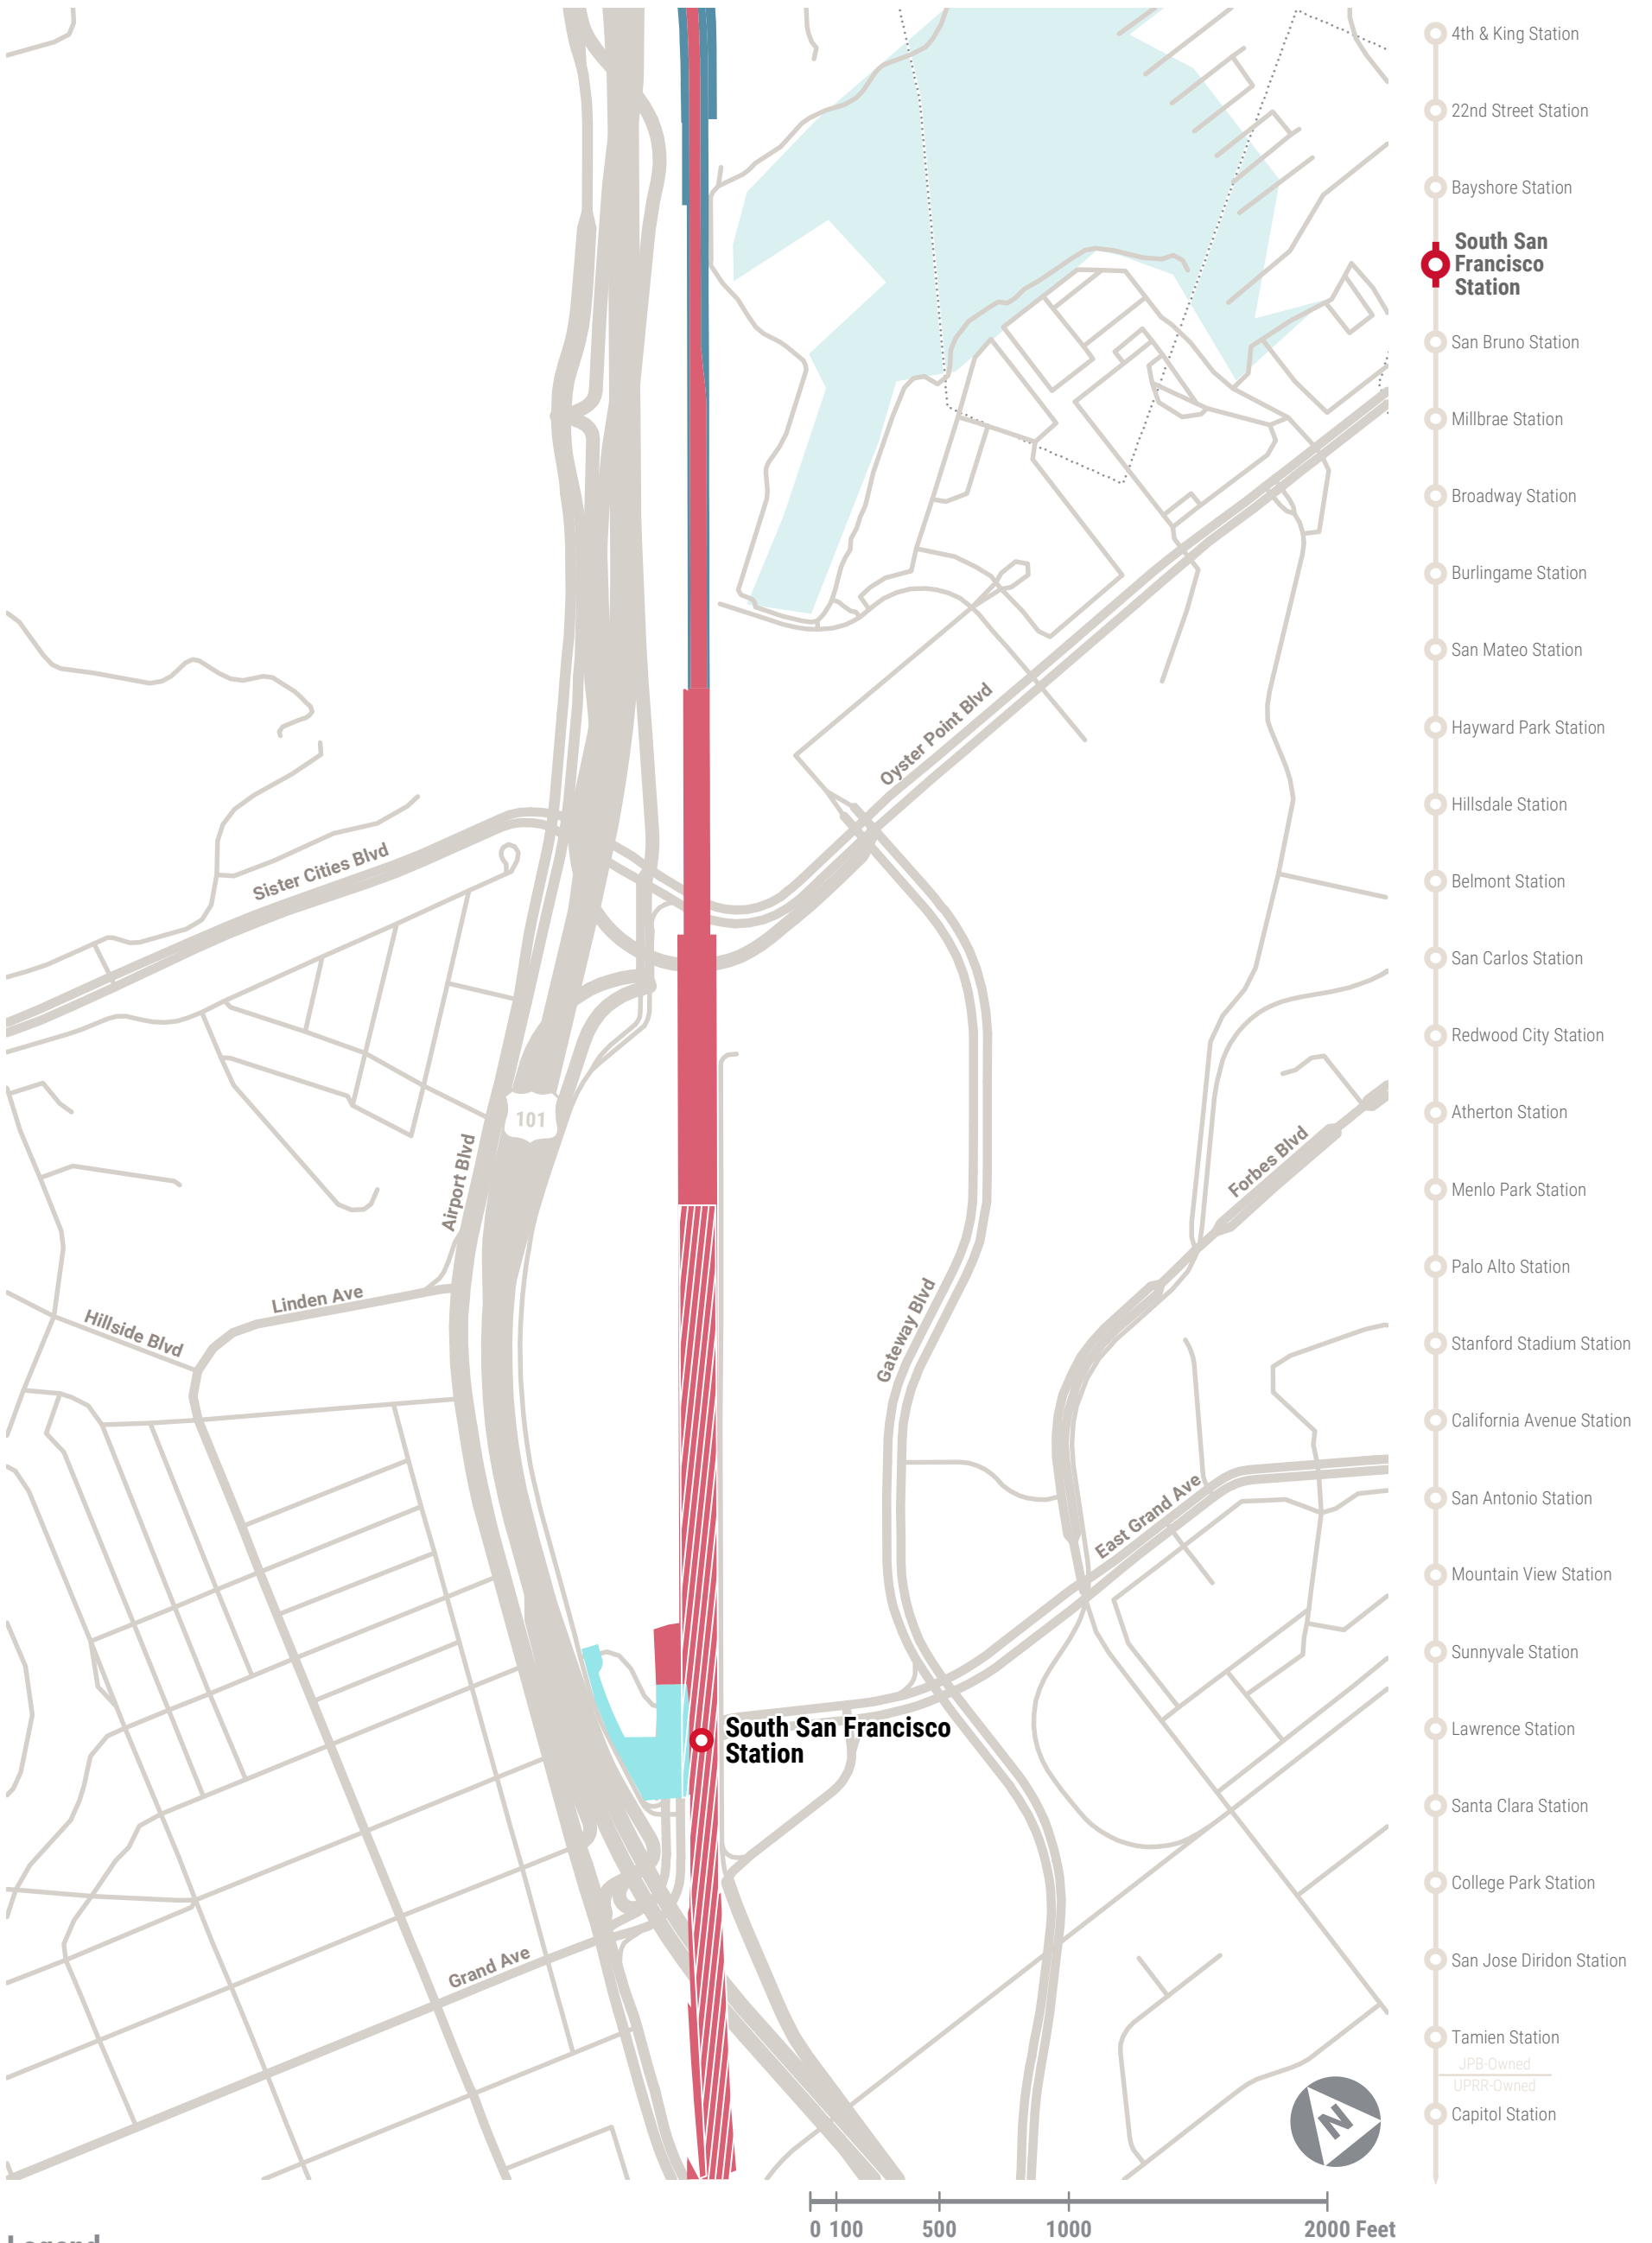 4th & King Station
22nd Street Station
Bayshore Station
South San
Francisco
Station
San Bruno Station
Millbrae Station
Broadway Station
Burlingame Station
San Mateo Station
Hayward Park Station
Hillsdale Station
Belmont Station
San Carlos Station
Redwood City Station
Atherton Station
Menlo Park Station
Palo Alto Station
Stanford Stadium Station
California Avenue Station
San Antonio Station
Mountain View Station
Sunnyvale Station
Lawrence Station
Santa Clara Station
College Park Station
San Jose Diridon Station
Tamien Station
JPB-Owned
UPRR-Owned
Capitol Station
Oyster Point Blvd
Sister Cities Blvd
101
Airport Blvd
Forbes Blvd
Linden Ave
Hillside Blvd
Gateway Blvd
East Grand Ave
South San Francisco
Station
Grand Ave
N
0 100 500 1000 2000 Feet
Legend